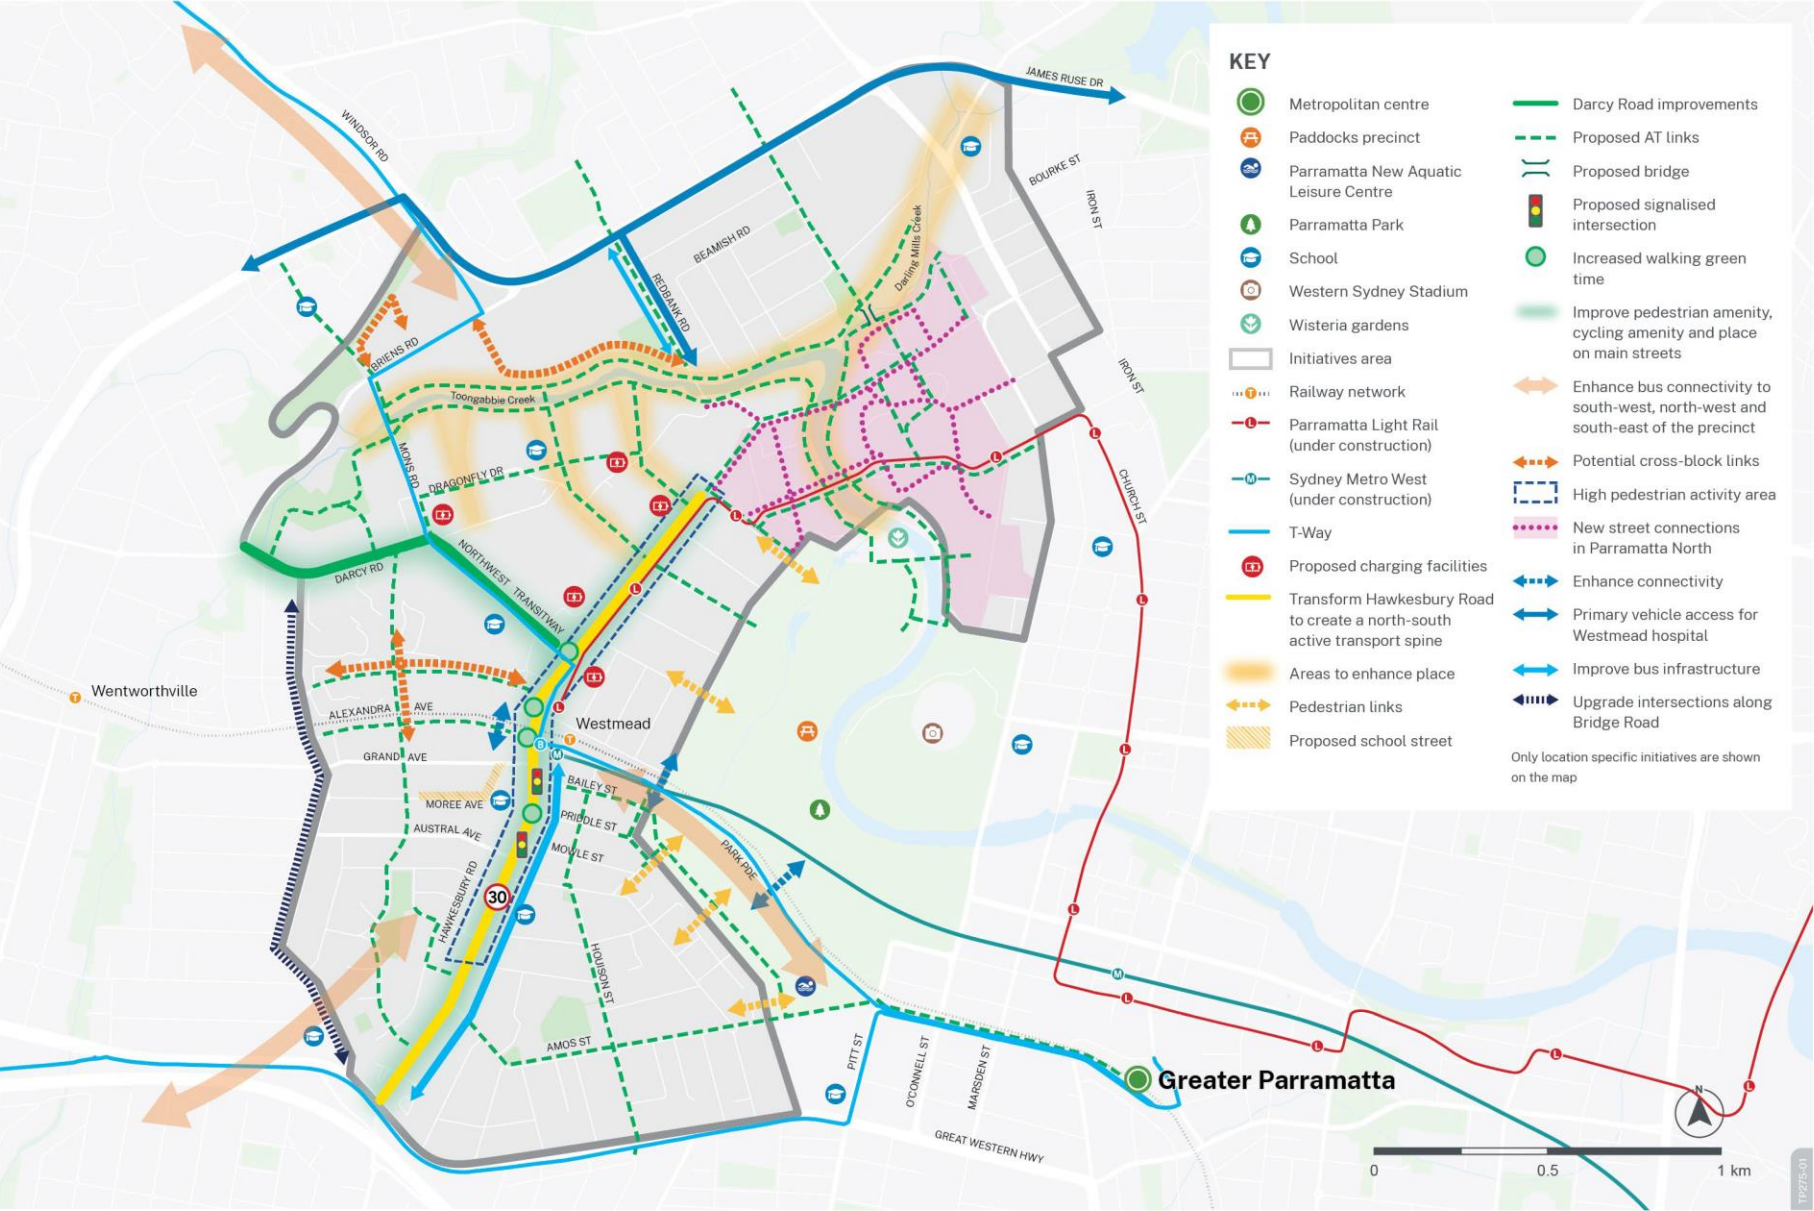 JAMES RUSE DR
WINDSOR RD
BOURKE ST
IRON ST
BEAMISH RD
Darling Mills Creek
REDBANK RD
BRIENS RD
Toongabbie Creek
IRON ST
MONS RD
DRAGONFLY DR
CHURCH ST
NORTHWEST TRANSITWAY
DARCY RD
Wentworthville
ALEXANDRA AVE
Westmead
GRAND AVE
BAILEY ST
MOREE AVE
PRIDDLE ST
AUSTRAL AVE
MOWLE ST
PARK PDE
HAWKESBURY RD
30
HOUISON ST
AMOS ST
PITT ST
O'CONNELL ST
MARSDEN ST
Greater Parramatta
GREAT WESTERN HWY
KEY
Metropolitan centre
Paddocks precinct
Parramatta New Aquatic
Leisure Centre
Parramatta Park
School
Western Sydney Stadium
Wisteria gardens
Initiatives area
T
Railway network
L
Parramatta Light Rail
(under construction)
M
Sydney Metro West
(under construction)
T-Way
Proposed charging facilities
Transform Hawkesbury Road
to create a north-south
active transport spine
Areas to enhance place
Pedestrian links
Proposed school street
Darcy Road improvements
Proposed AT links
Proposed bridge
Proposed signalised
intersection
Increased walking green
time
Improve pedestrian amenity,
cycling amenity and place
on main streets
Enhance bus connectivity to
south-west, north-west and
south-east of the precinct
Potential cross-block links
High pedestrian activity area
New street connections
in Parramatta North
Enhance connectivity
Primary vehicle access for
Westmead hospital
Improve bus infrastructure
Upgrade intersections along
Bridge Road
Only location specific initiatives are shown
on the map
N
0 0.5 1 km
TP275-01